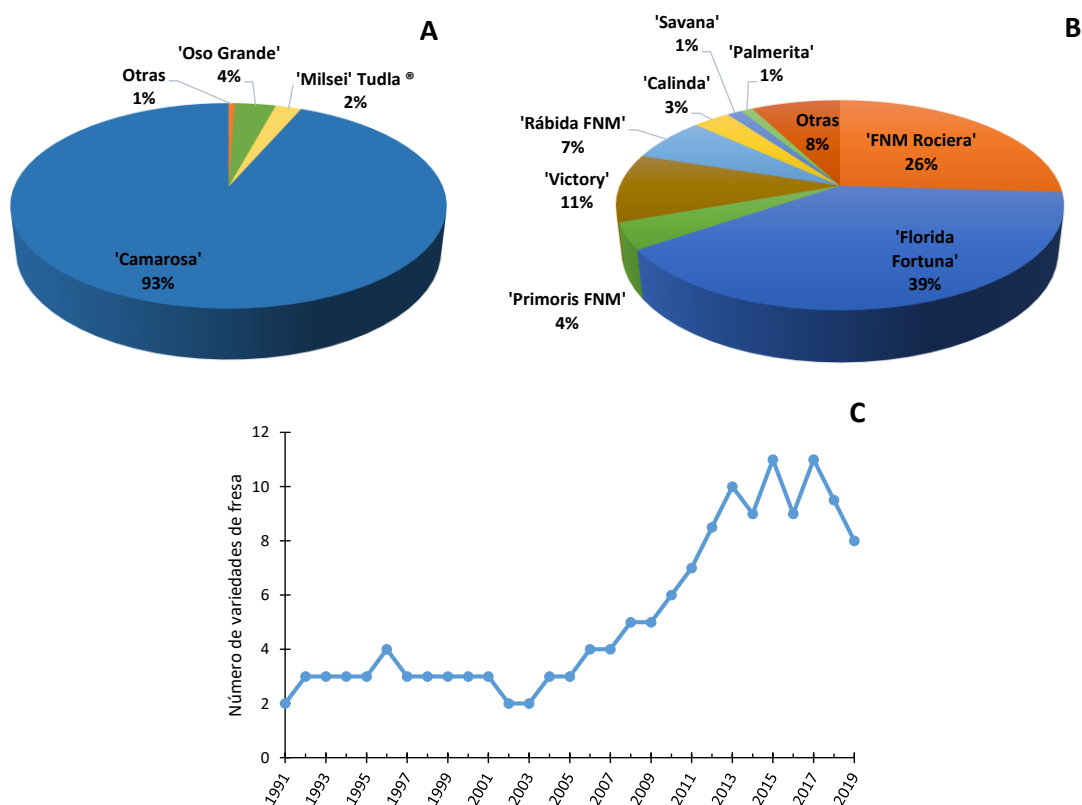 A
'Oso Grande'
4%
Otras
1%
'Milsei' Tudla ®
2%
'Camarosa'
93%
B
'Savana'
1%
'Palmerita'
1%
'Calinda'
3%
Otras
8%
'FNM Rociera'
26%
'Rábida FNM'
7%
'Victory'
11%
'Florida
Fortuna'
39%
'Primoris FNM'
4%
C
Número de variedades de fresa
12
10
8
6
4
2
0
1991
1993
1995
1997
1999
2001
2003
2005
2007
2009
2011
2013
2015
2017
2019